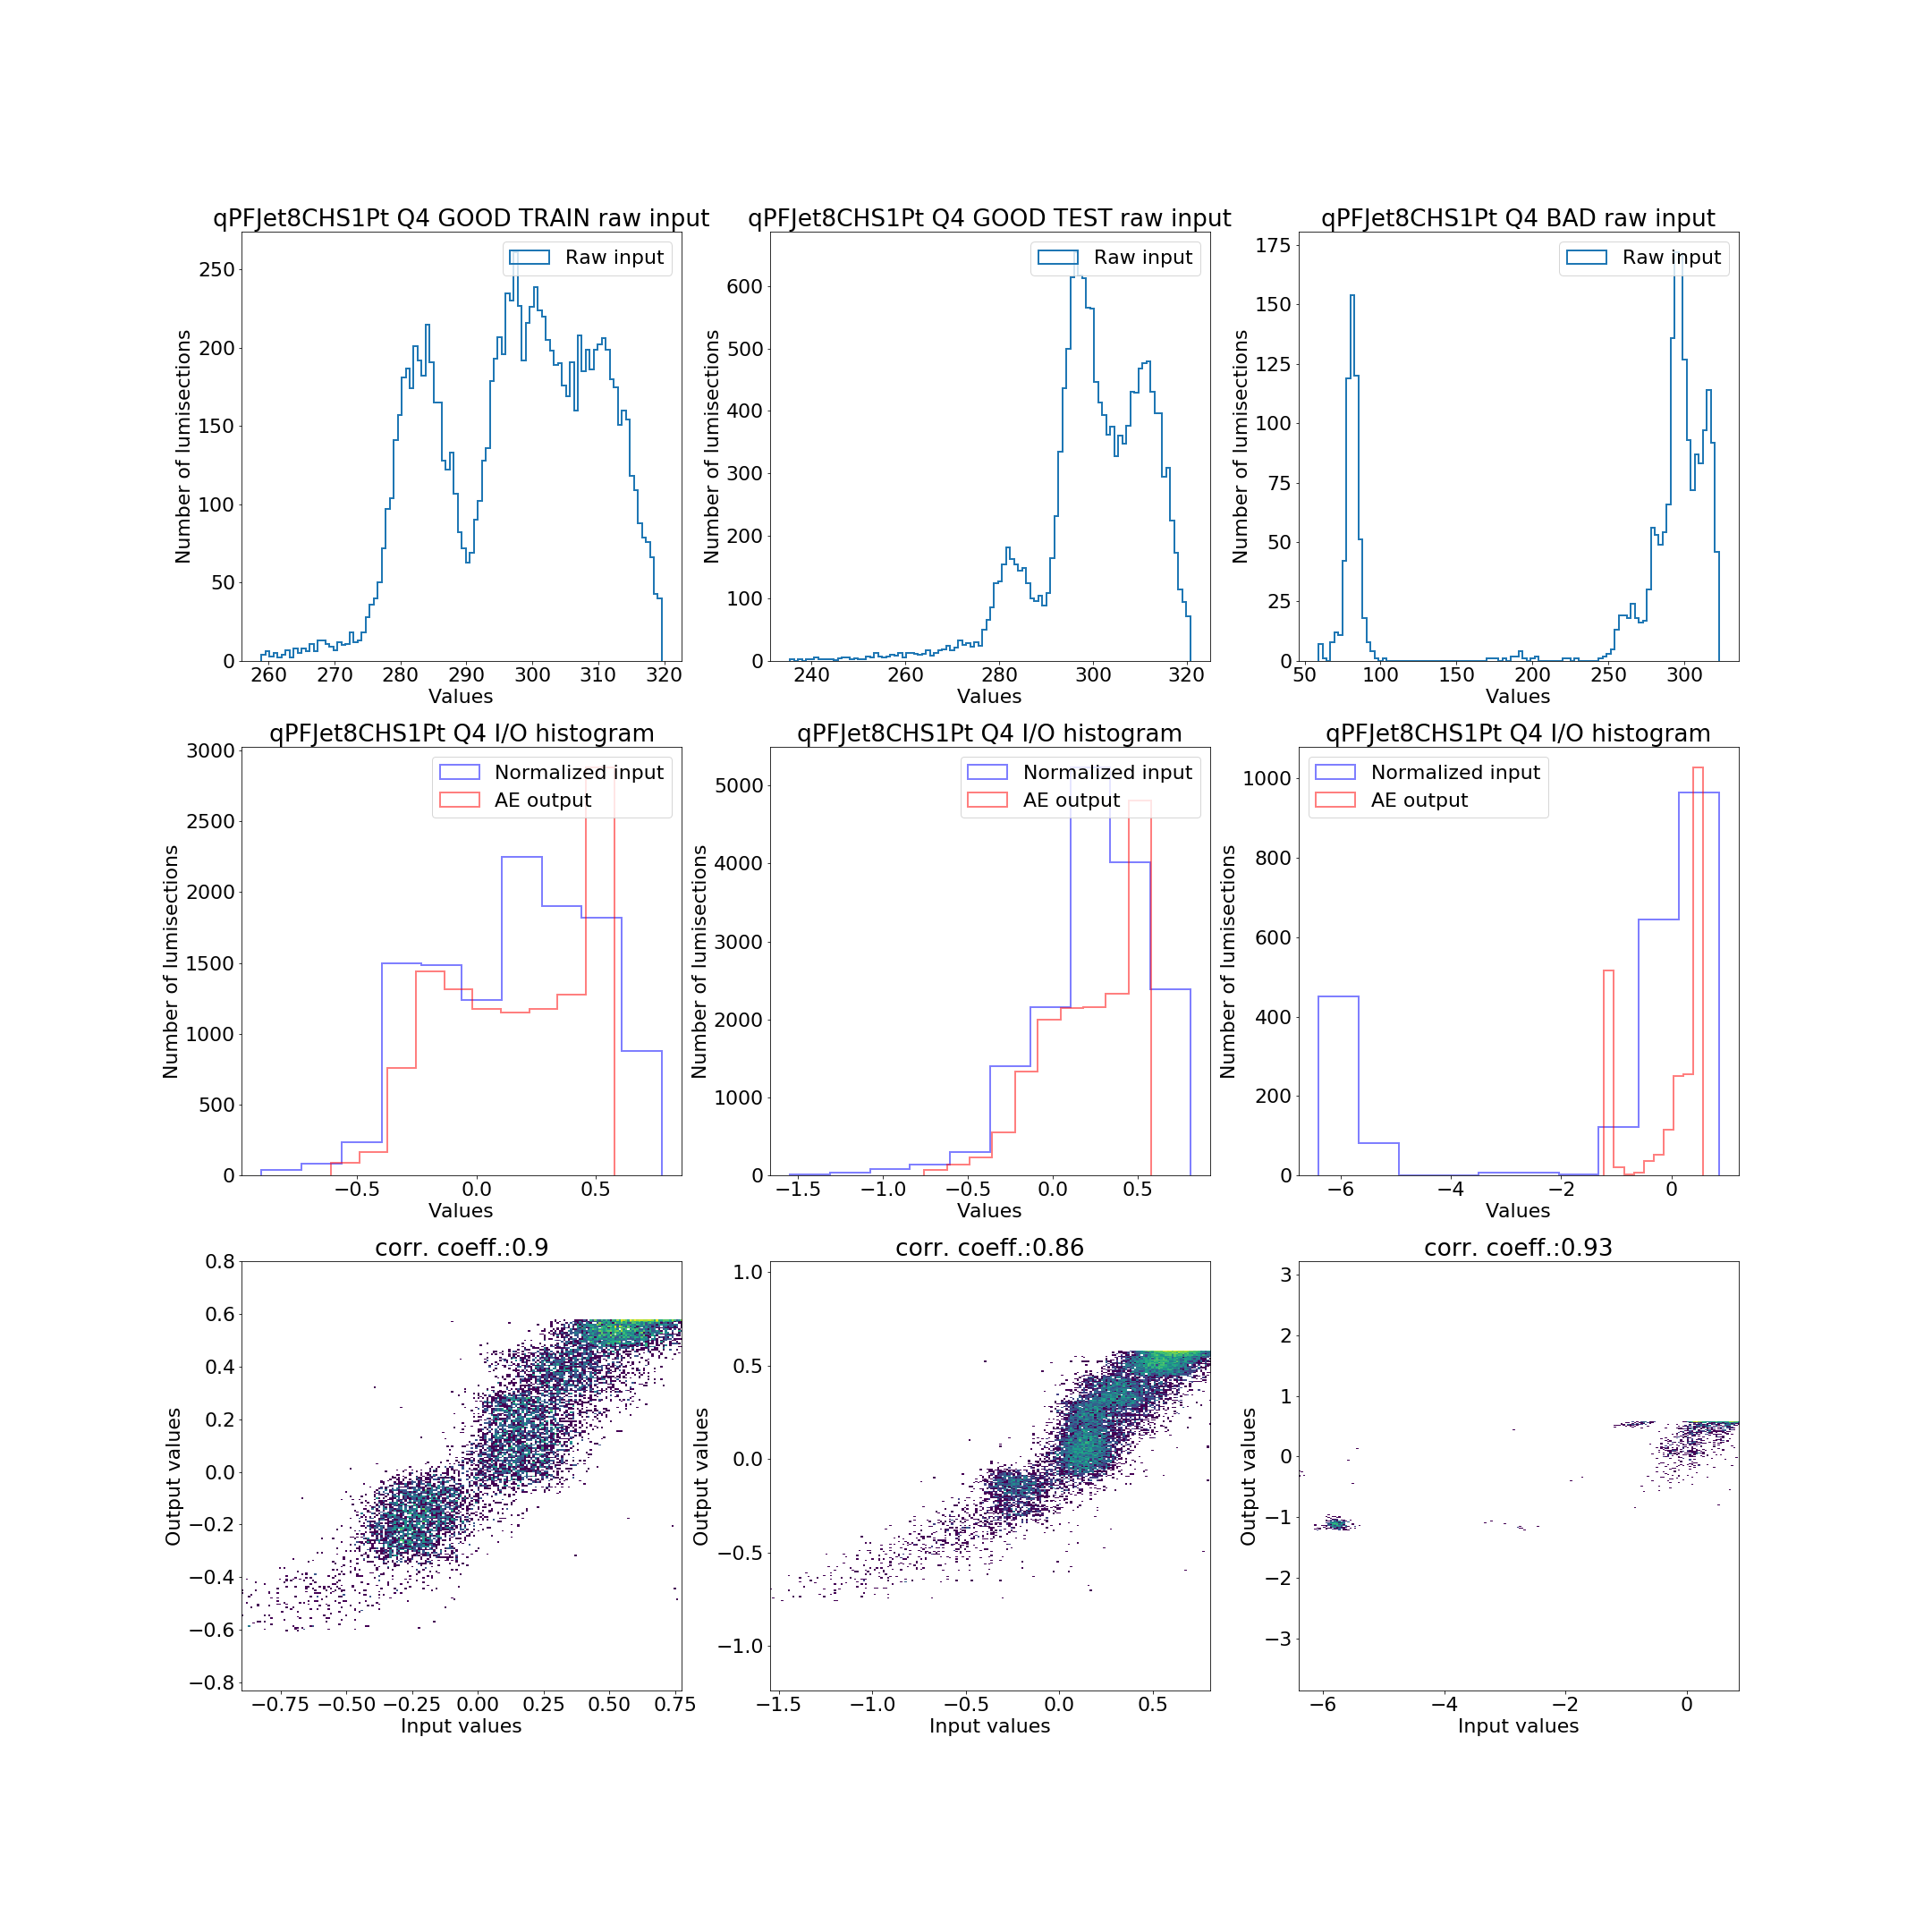 qPFJet8CHS1Pt Q4 GOOD TRAIN raw input
Number of lumisections
250
200
150
100
50
0
Raw input
260 270 280 290 300 310 320
Values
qPFJet8CHS1Pt Q4 GOOD TEST raw input
Number of lumisections
600
500
400
300
200
100
0
Raw input
240 260 280 300 320
Values
qPFJet8CHS1Pt Q4 BAD raw input
Number of lumisections
175
150
125
100
75
50
25
0
Raw input
50 100 150 200 250 300
Values
qPFJet8CHS1Pt Q4 I/O histogram
Number of lumisections
3000
2500
2000
1500
1000
500
0
Normalized input
AE output
−0.5 0.0 0.5
Values
qPFJet8CHS1Pt Q4 I/O histogram
Number of lumisections
5000
4000
3000
2000
1000
0
Normalized input
AE output
−1.5 −1.0 −0.5 0.0 0.5
Values
qPFJet8CHS1Pt Q4 I/O histogram
Number of lumisections
1000
800
600
400
200
0
Normalized input
AE output
−6 −4 −2 0
Values
corr. coeff.:0.9
Output values
0.8
0.6
0.4
0.2
0.0
−0.2
−0.4
−0.6
−0.8
−0.75 −0.50 −0.25 0.00 0.25 0.50 0.75
Input values
corr. coeff.:0.86
Output values
1.0
0.5
0.0
−0.5
−1.0
−1.5 −1.0 −0.5 0.0 0.5
Input values
corr. coeff.:0.93
Output values
3
2
1
0
−1
−2
−3
−6 −4 −2 0
Input values